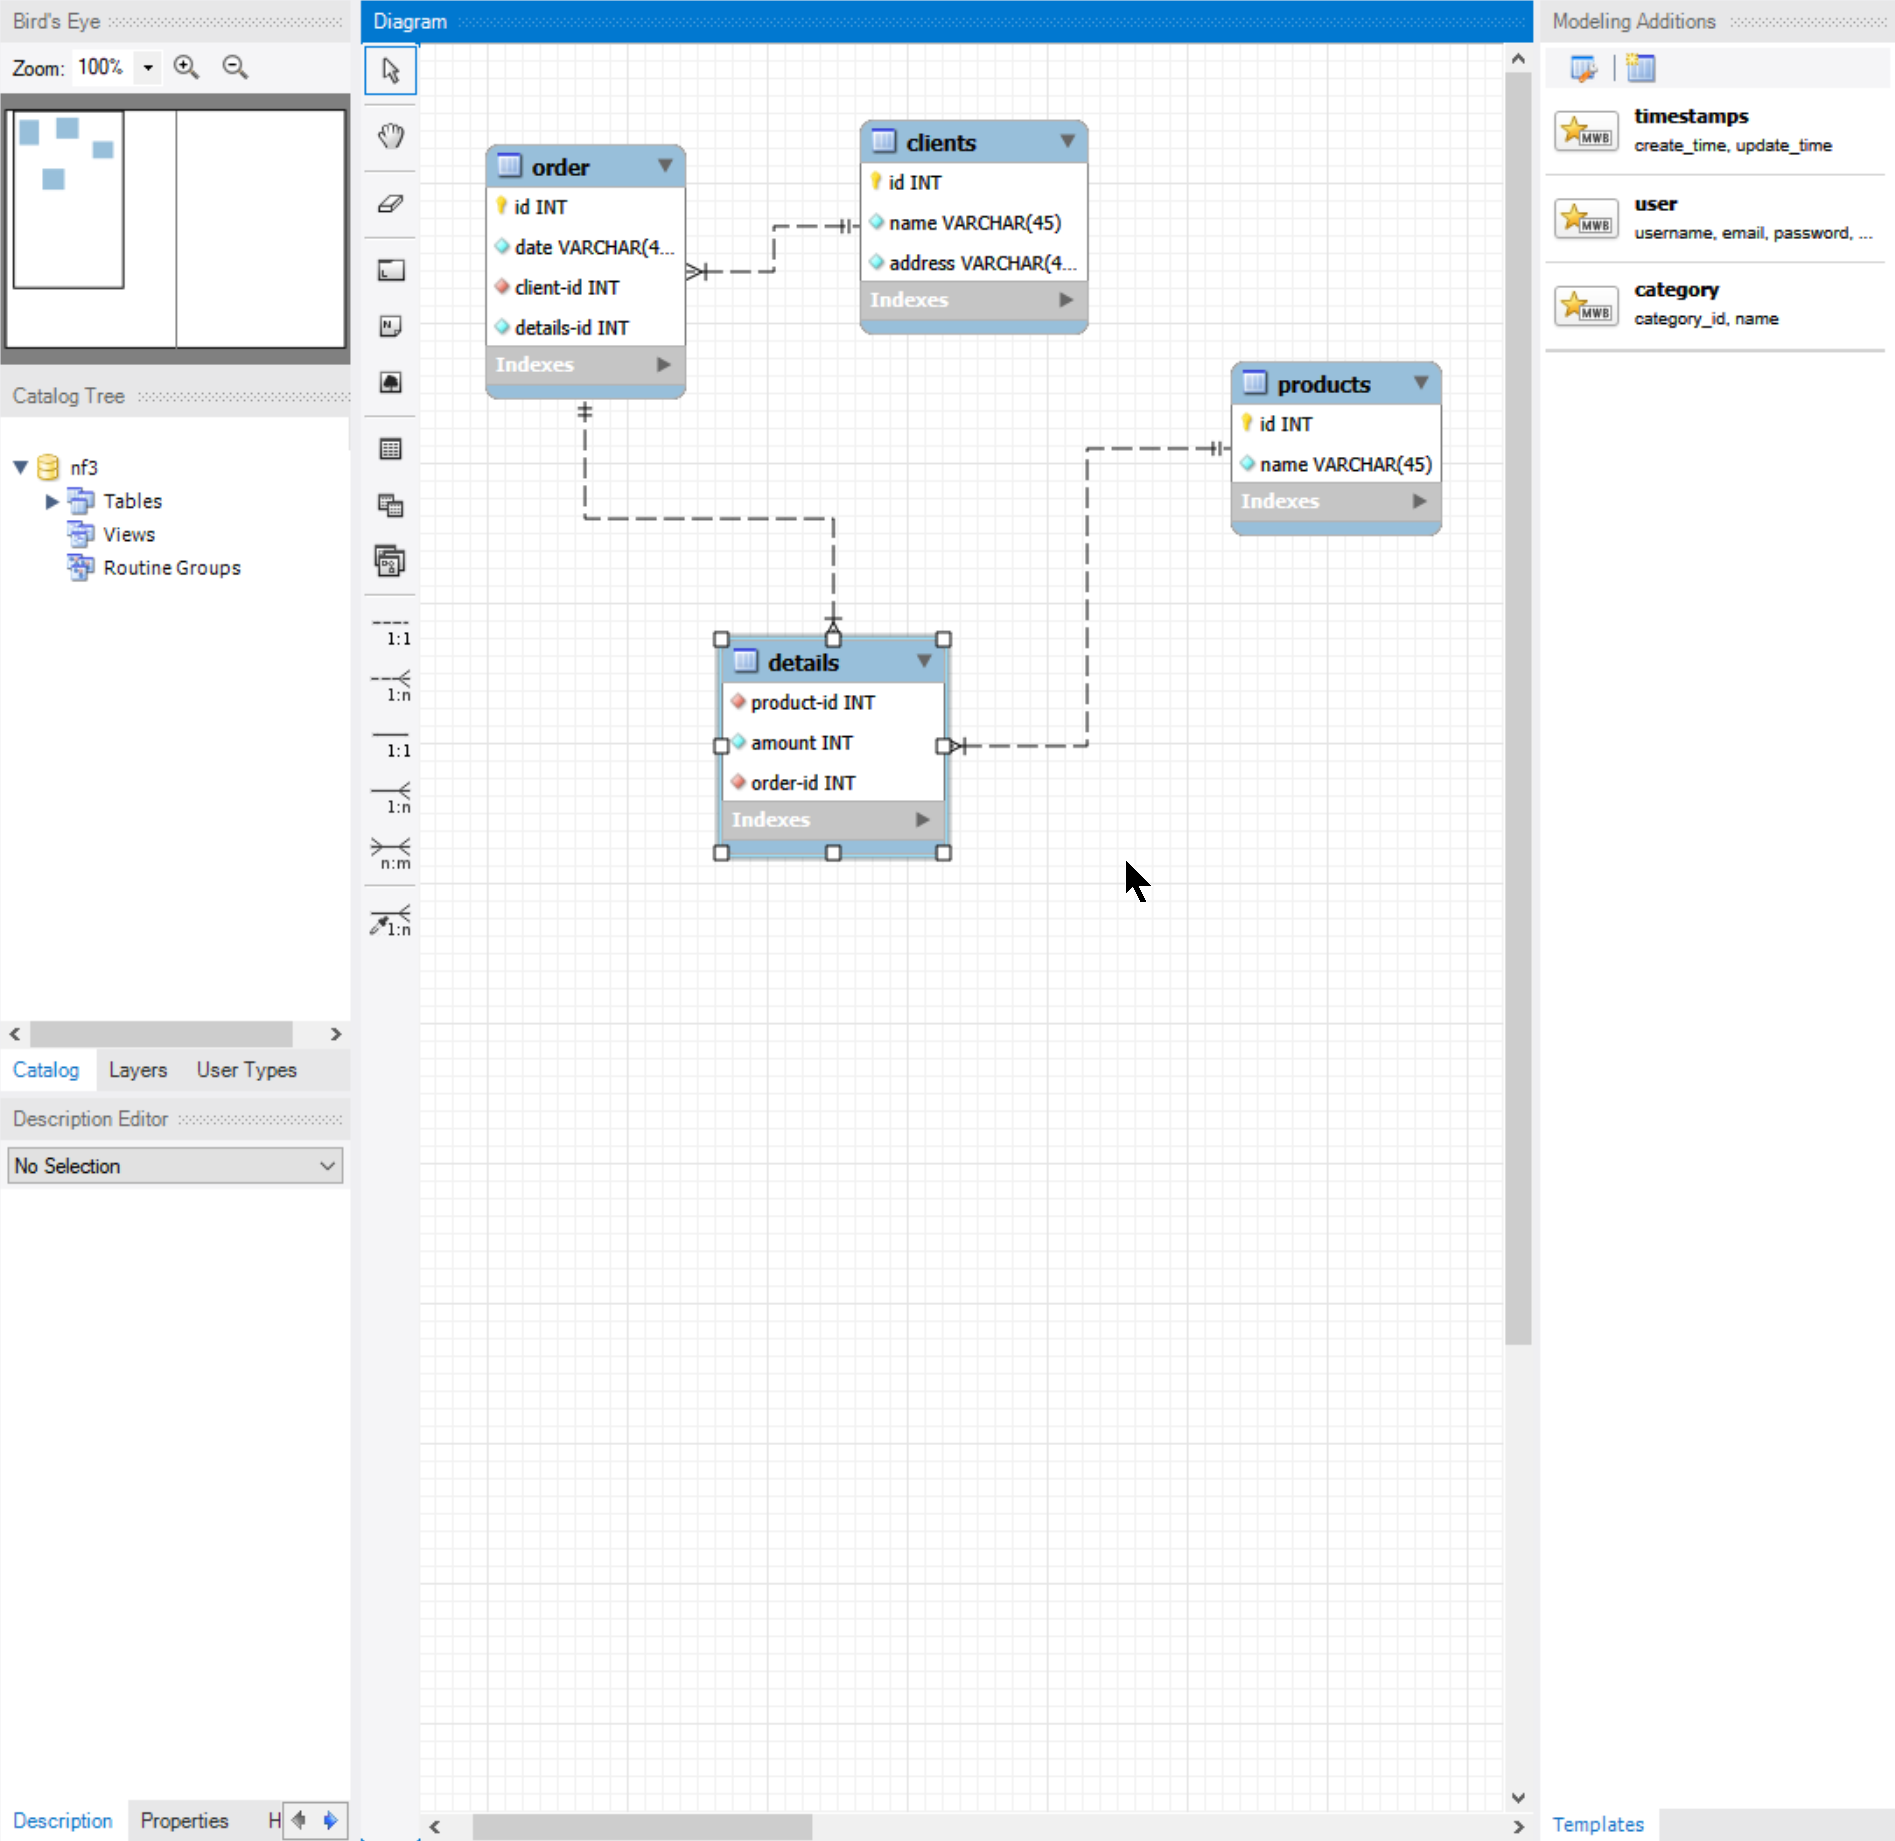 Bird's Eye
Zoom: 100%
Catalog Tree
nf3
Tables
Views
Routine Groups
Catalog Layers User Types
Description Editor
No Selection
Description Properties H
Diagram
1:1
1:n
1:1
1:n
n:m
1:n
order
id INT
date VARCHAR(4...
client-id INT
details-id INT
Indexes
clients
id INT
name VARCHAR(45)
address VARCHAR(4...
Indexes
products
id INT
name VARCHAR(45)
Indexes
details
product-id INT
amount INT
order-id INT
Indexes
Modeling Additions
MWB
timestamps
create_time, update_time
MWB
user
username, email, password, ...
MWB
category
category_id, name
Templates